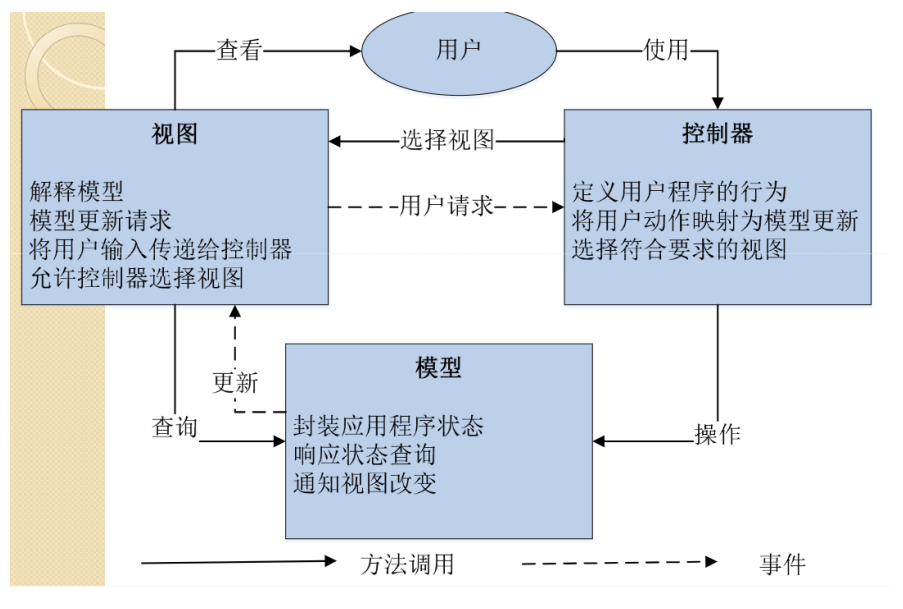 查看
用户
使用
视图
解释模型
模型更新请求
将用户输入传递给控制器
允许控制器选择视图
选择视图
用户请求
控制器
定义用户程序的行为
将用户动作映射为模型更新
选择符合要求的视图
更新
查询
模型
封装应用程序状态
响应状态查询
通知视图改变
操作
方法调用
事件